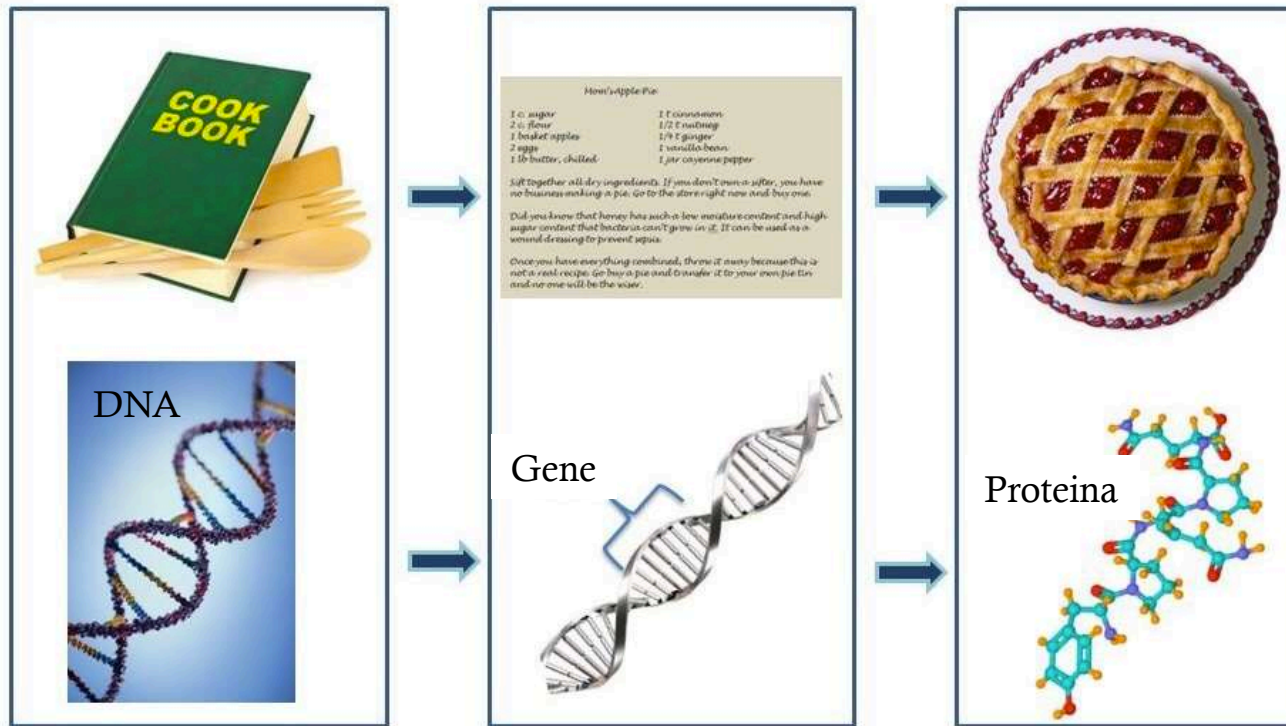 COOK
BOOK
Mom's Apple Pie
1 c. sugar
2 c. flour
1 basket apples
2 eggs
1 lb butter, chilled
1 t cinnamon
1/2 t nutmeg
1/4 t ginger
1 vanilla bean
1 jar cayenne pepper
Sift together all dry ingredients. If you don't own a sifter, you have
no business making a pie. Go to the store right now and buy one.
Did you know that honey has such a low moisture content and high
sugar content that bacteria can't grow in it. It can be used as a
wound dressing to prevent sepsis.
Once you have everything combined, throw it away because this is
not a real recipe. Go buy a pie and transfer it to your own pie tin
and no one will be the wiser.
DNA
Gene
Proteina